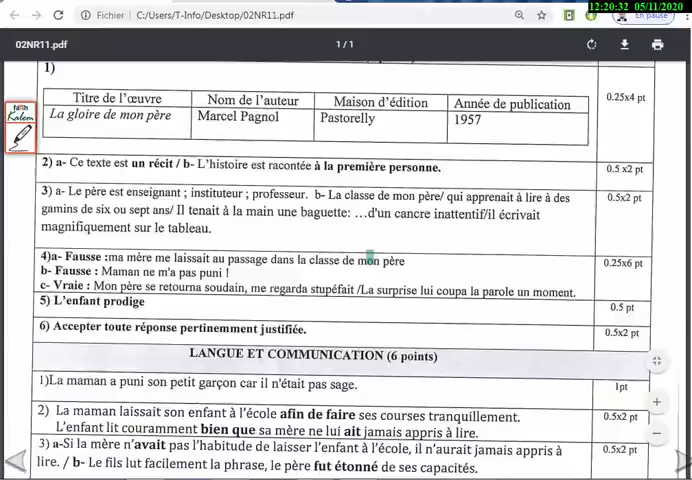 12:20:32 05/11/2020
Fichier | C:/Users/T-Info/Desktop/02NR11.pdf
En pause
02NR11.pdf
1 / 1
1)
0.25x4 pt
Titre de l'œuvre Nom de l'auteur Maison d'édition Année de publication
La gloire de mon père Marcel Pagnol Pastorelly 1957
Kalem
2) a- Ce texte est un récit / b- L'histoire est racontée à la première personne. 0.5 x2 pt
3) a- Le père est enseignant ; instituteur ; professeur. b- La classe de mon père/ qui apprenait à lire à des 0.5x2 pt
gamins de six ou sept ans/ Il tenait à la main une baguette: ...d'un cancre inattentif/il écrivait
magnifiquement sur le tableau.
4)a- Fausse :ma mère me laissait au passage dans la classe de mon père 0.25x6 pt
b- Fausse : Maman ne m'a pas puni !
c- Vraie : Mon père se retourna soudain, me regarda stupéfait /La surprise lui coupa la parole un moment.
5) L'enfant prodige 0.5 pt
6) Accepter toute réponse pertinemment justifiée. 0.5x2 pt
LANGUE ET COMMUNICATION (6 points)
1)La maman a puni son petit garçon car il n'était pas sage. 1pt
2) La maman laissait son enfant à l'école afin de faire ses courses tranquillement. 0.5x2 pt
L'enfant lit couramment bien que sa mère ne lui ait jamais appris à lire.
3) a-Si la mère n'avait pas l'habitude de laisser l'enfant à l'école, il n'aurait jamais appris à 0.5x2 pt
lire. / b- Le fils lut facilement la phrase, le père fut étonné de ses capacités.